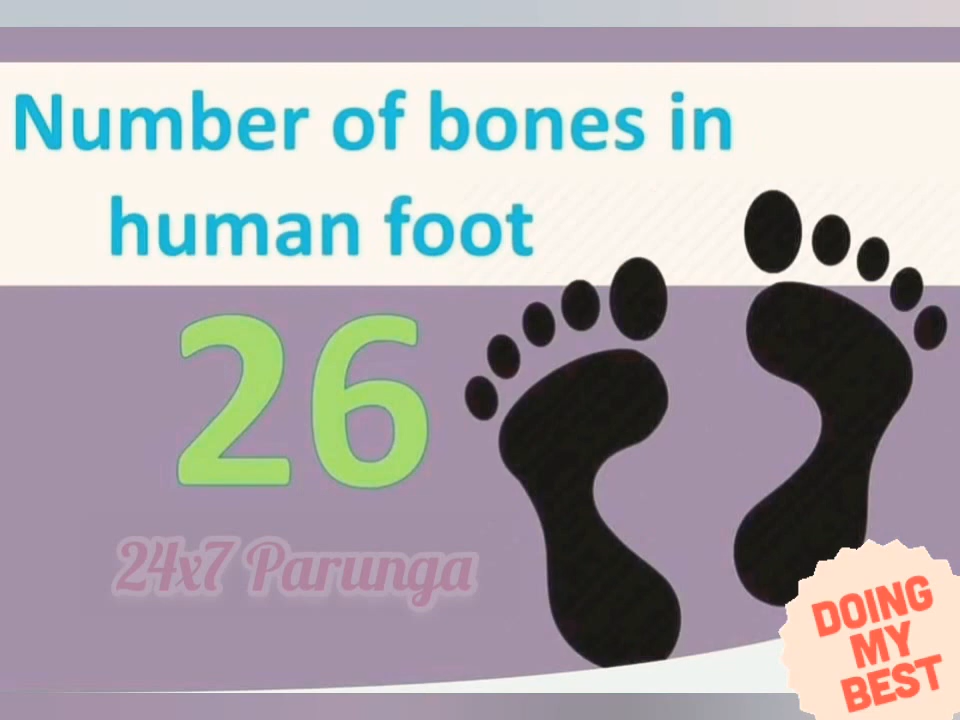 Number of bones in
human foot
26
24x7 Parunga
DOING
MY
BEST